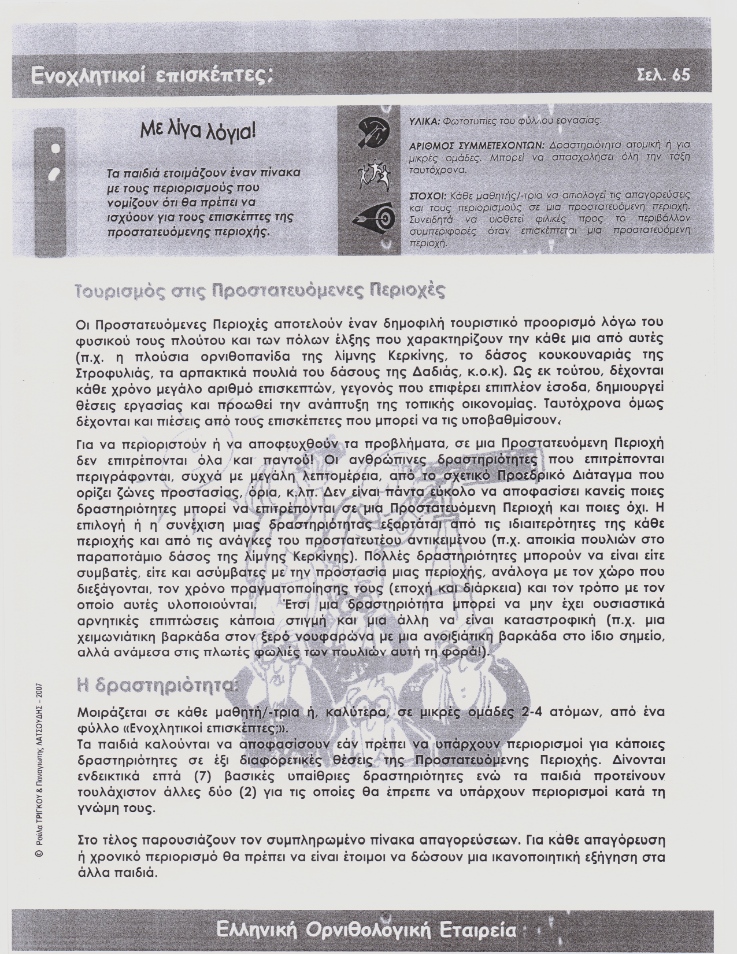 Ενοχλητικοί επισκέπτες;
Σελ. 65
Με λίγα λόγια!
Τα παιδιά ετοιμάζουν έναν πίνακα
με τους περιορισμούς που
νομίζουν ότι θα πρέπει να
ισχύουν για τους επισκέπτες της
προστατευόμενης περιοχής.
ΥΛΙΚΑ: Φωτοτυπίες του φύλλου εργασίας.
ΑΡΙΘΜΟΣ ΣΥΜΜΕΤΕΧΟΝΤΩΝ: Δραστηριότητα ατομική ή για
μικρές ομάδες. Μπορεί να απασχολήσει όλη την τάξη
ταυτόχρονα.
ΣΤΟΧΟΙ: Κάθε μαθητής/-τρια να αιτιολογεί τις απαγορεύσεις
και τους περιορισμούς σε μια προστατευόμενη περιοχή.
Συνειδητά να υιοθετεί φιλικές προς το περιβάλλον
συμπεριφορές όταν επισκέπτεται μια προστατευόμενη
περιοχή.
Τουρισμός στις Προστατευόμενες Περιοχές
Οι Προστατευόμενες Περιοχές αποτελούν έναν δημοφιλή τουριστικό προορισμό λόγω του
φυσικού τους πλούτου και των πόλων έλξης που χαρακτηρίζουν την κάθε μια από αυτές
(π.χ. η πλούσια ορνιθοπανίδα της λίμνης Κερκίνης, το δάσος κουκουναριάς της
Στροφυλιάς, τα αρπακτικά πουλιά του δάσους της Δαδιάς, κ.ο.κ). Ως εκ τούτου, δέχονται
κάθε χρόνο μεγάλο αριθμό επισκεπτών, γεγονός που επιφέρει επιπλέον έσοδα, δημιουργεί
θέσεις εργασίας και προωθεί την ανάπτυξη της τοπικής οικονομίας. Ταυτόχρονα όμως
δέχονται και πιέσεις από τους επισκέπετες που μπορεί να τις υποβαθμίσουν.
Για να περιοριστούν ή να αποφευχθούν τα προβλήματα, σε μια Προστατευόμενη Περιοχή
δεν επιτρέπονται όλα και παντού! Οι ανθρώπινες δραστηριότητες που επιτρέπονται
περιγράφονται, συχνά με μεγάλη λεπτομέρεια, από το σχετικό Προεδρικό Διάταγμα που
ορίζει ζώνες προστασίας, όρια, κ.λπ. Δεν είναι πάντα εύκολο να αποφασίσει κανείς ποιες
δραστηριότητες μπορεί να επιτρέπονται σε μια Προστατευόμενη Περιοχή και ποιες όχι. Η
επιλογή ή η συνέχιση μιας δραστηριότητας εξαρτάται από τις ιδιαιτερότητες της κάθε
περιοχής και από τις ανάγκες του προστατευτέου αντικειμένου (π.χ. αποικία πουλιών στο
παραποτάμιο δάσος της λίμνης Κερκίνης). Πολλές δραστηριότητες μπορούν να είναι είτε
συμβατές, είτε και ασύμβατες με την προστασία μιας περιοχής, ανάλογα με τον χώρο που
διεξάγονται, τον χρόνο πραγματοποίησής τους (εποχή και διάρκεια) και τον τρόπο με τον
οποίο αυτές υλοποιούνται. Έτσι μια δραστηριότητα μπορεί να μην έχει ουσιαστικά
αρνητικές επιπτώσεις κάποια στιγμή και μια άλλη να είναι καταστροφική (π.χ. μια
χειμωνιάτικη βαρκάδα στον ξερό νουφαρώνα με μια ανοιξιάτικη βαρκάδα στο ίδιο σημείο,
αλλά ανάμεσα στις πλωτές φωλιές των πουλιών αυτή τη φορά!).
Η δραστηριότητα:
Μοιράζεται σε κάθε μαθητή/-τρια ή, καλύτερα, σε μικρές ομάδες 2-4 ατόμων, από ένα
φύλλο «Ενοχλητικοί επισκέπτες;».
Τα παιδιά καλούνται να αποφασίσουν εάν πρέπει να υπάρχουν περιορισμοί για κάποιες
δραστηριότητες σε έξι διαφορετικές θέσεις της Προστατευόμενης Περιοχής. Δίνονται
ενδεικτικά επτά (7) βασικές υπαίθριες δραστηριότητες ενώ τα παιδιά προτείνουν
τουλάχιστον άλλες δύο (2) για τις οποίες θα έπρεπε να υπάρχουν περιορισμοί κατά τη
γνώμη τους.
Στο τέλος παρουσιάζουν τον συμπληρωμένο πίνακα απαγορεύσεων. Για κάθε απαγόρευση
ή χρονικό περιορισμό θα πρέπει να είναι έτοιμοι να δώσουν μια ικανοποιητική εξήγηση στα
άλλα παιδιά.
© Ρούλα ΤΡΙΓΚΟΥ & Παναγιώτης ΛΑΤΣΟΥΔΗΣ - 2007
Ελληνική Ορνιθολογική Εταιρεία